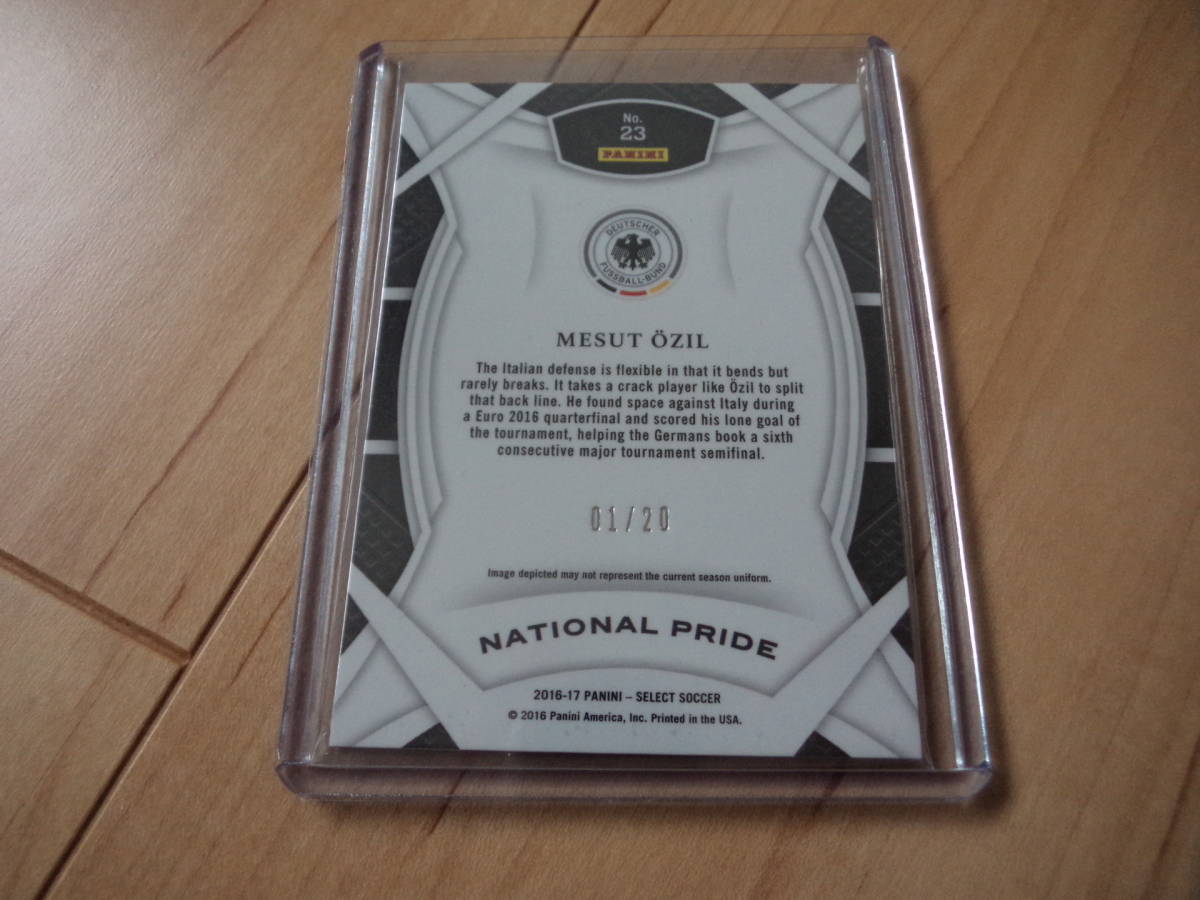 No.
23
PANINI
DEUTSCHER
FUSSBALL-BUND
MESUT ÖZIL
The Italian defense is flexible in that it bends but
rarely breaks. It takes a crack player like Özil to split
that back line. He found space against Italy during
a Euro 2016 quarterfinal and scored his lone goal of
the tournament, helping the Germans book a sixth
consecutive major tournament semifinal.
01/20
Image depicted may not represent the current season uniform.
NATIONAL PRIDE
2016-17 PANINI – SELECT SOCCER
© 2016 Panini America, Inc. Printed in the USA.